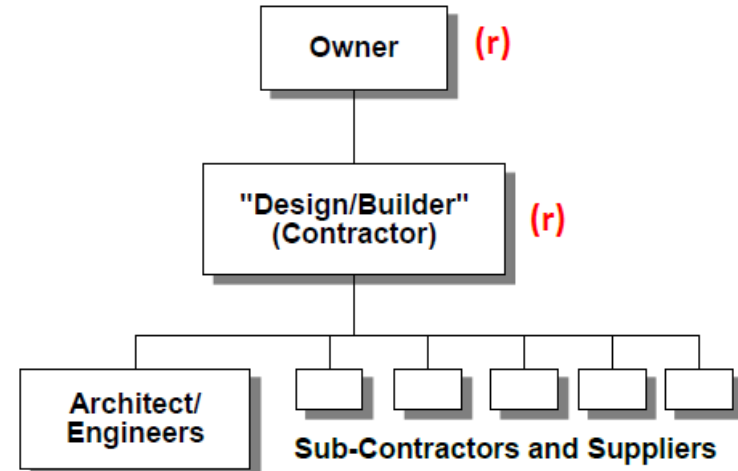 Owner (r)
"Design/Builder"
(Contractor) (r)
Architect/
Engineers
Sub-Contractors and Suppliers